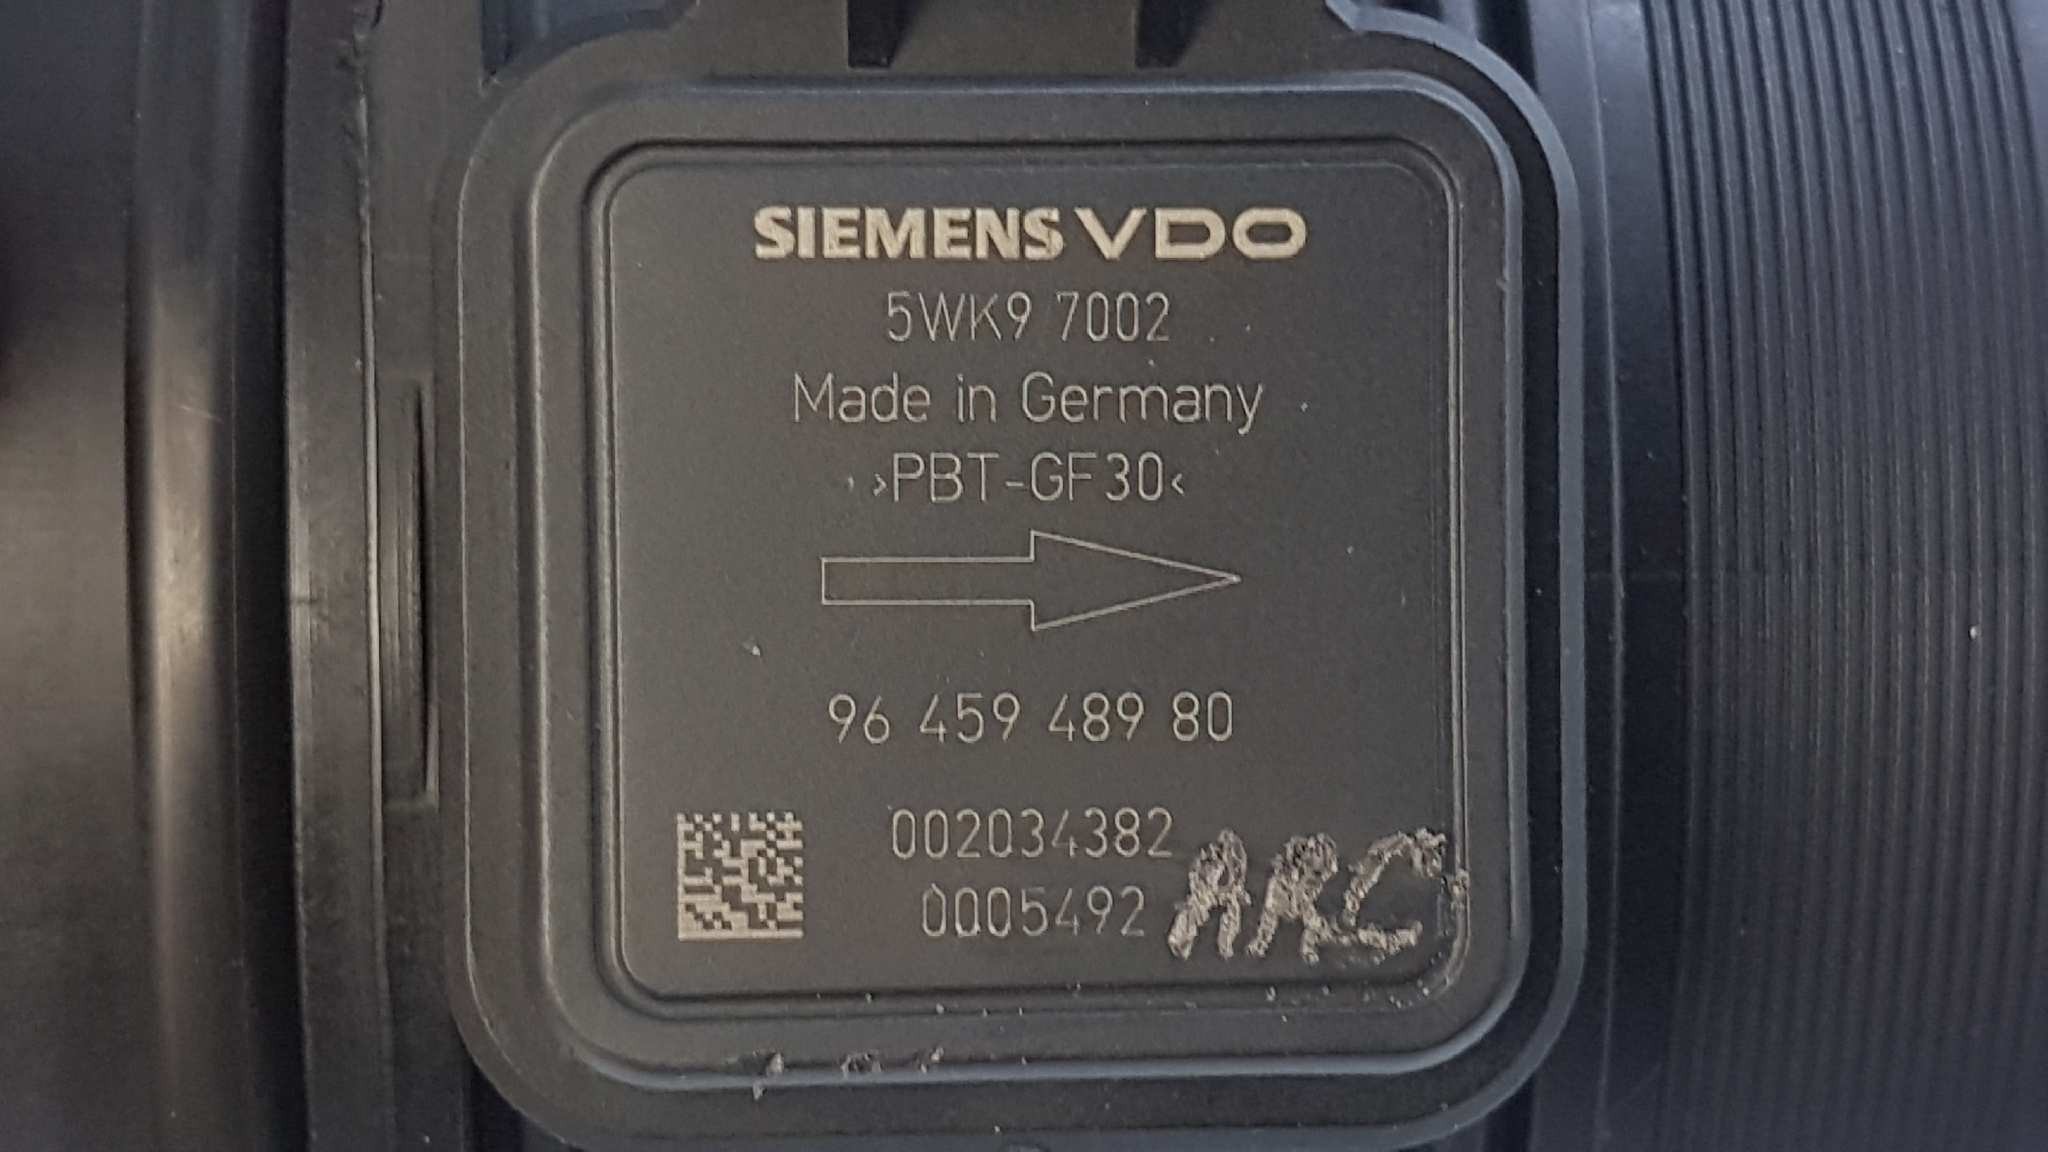 SIEMENS VDO
5WK9 7002
Made in Germany
>PBT-GF30<
96 459 489 80
002034382
0005492
ARC